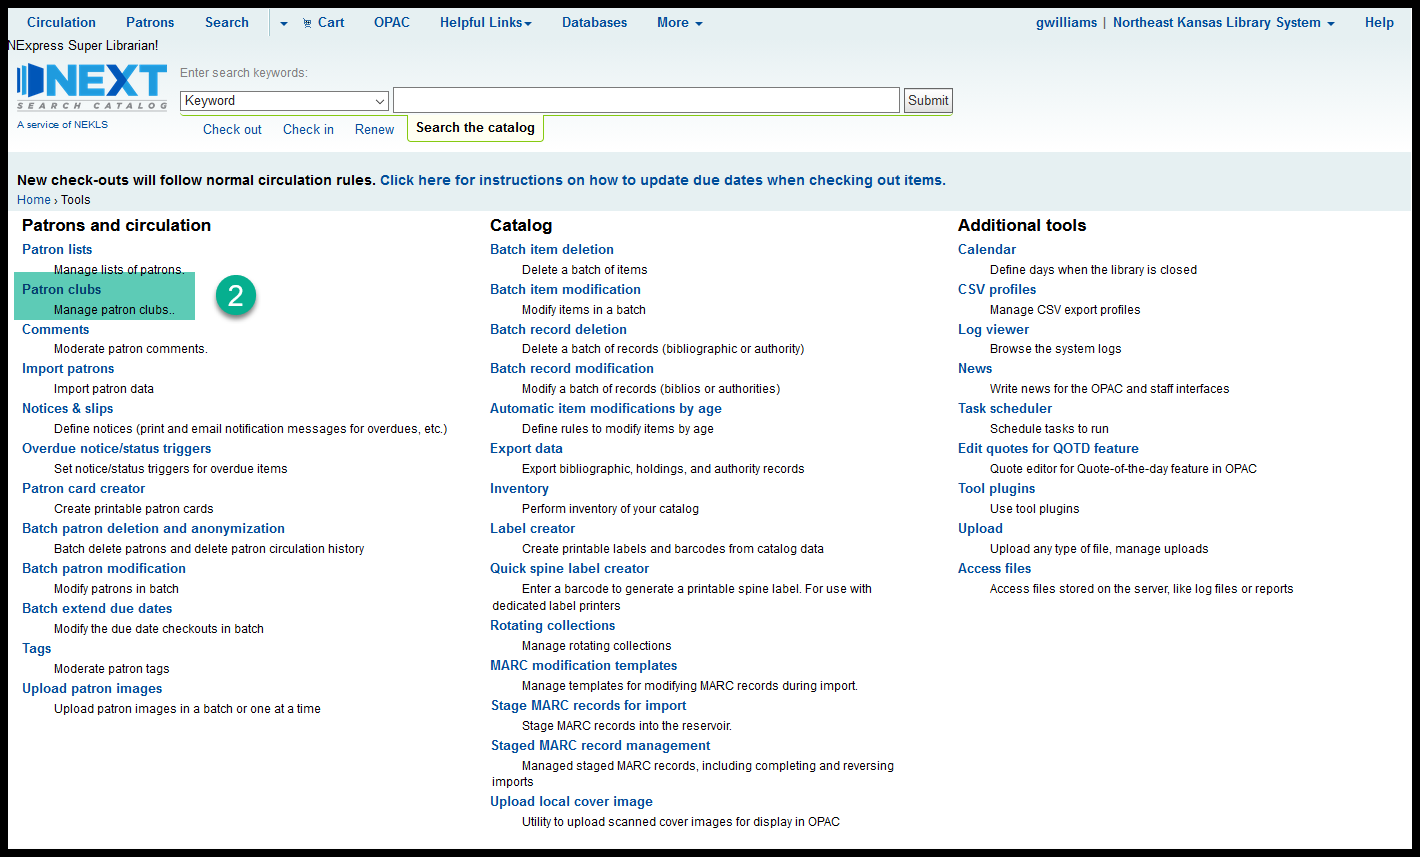 Circulation Patrons Search Cart OPAC Helpful Links Databases More gwilliams | Northeast Kansas Library System Help
NExpress Super Librarian!
NEXT
SEARCH CATALOG
A service of NEKLS
Enter search keywords:
Keyword Submit
Check out Check in Renew Search the catalog
New check-outs will follow normal circulation rules. Click here for instructions on how to update due dates when checking out items.
Home › Tools
Patrons and circulation
Patron lists
Manage lists of patrons.
Patron clubs
Manage patron clubs..
2
Comments
Moderate patron comments.
Import patrons
Import patron data
Notices & slips
Define notices (print and email notification messages for overdues, etc.)
Overdue notice/status triggers
Set notice/status triggers for overdue items
Patron card creator
Create printable patron cards
Batch patron deletion and anonymization
Batch delete patrons and delete patron circulation history
Batch patron modification
Modify patrons in batch
Batch extend due dates
Modify the due date checkouts in batch
Tags
Moderate patron tags
Upload patron images
Upload patron images in a batch or one at a time
Catalog
Batch item deletion
Delete a batch of items
Batch item modification
Modify items in a batch
Batch record deletion
Delete a batch of records (bibliographic or authority)
Batch record modification
Modify a batch of records (biblios or authorities)
Automatic item modifications by age
Define rules to modify items by age
Export data
Export bibliographic, holdings, and authority records
Inventory
Perform inventory of your catalog
Label creator
Create printable labels and barcodes from catalog data
Quick spine label creator
Enter a barcode to generate a printable spine label. For use with
dedicated label printers
Rotating collections
Manage rotating collections
MARC modification templates
Manage templates for modifying MARC records during import.
Stage MARC records for import
Stage MARC records into the reservoir.
Staged MARC record management
Managed staged MARC records, including completing and reversing
imports
Upload local cover image
Utility to upload scanned cover images for display in OPAC
Additional tools
Calendar
Define days when the library is closed
CSV profiles
Manage CSV export profiles
Log viewer
Browse the system logs
News
Write news for the OPAC and staff interfaces
Task scheduler
Schedule tasks to run
Edit quotes for QOTD feature
Quote editor for Quote-of-the-day feature in OPAC
Tool plugins
Use tool plugins
Upload
Upload any type of file, manage uploads
Access files
Access files stored on the server, like log files or reports